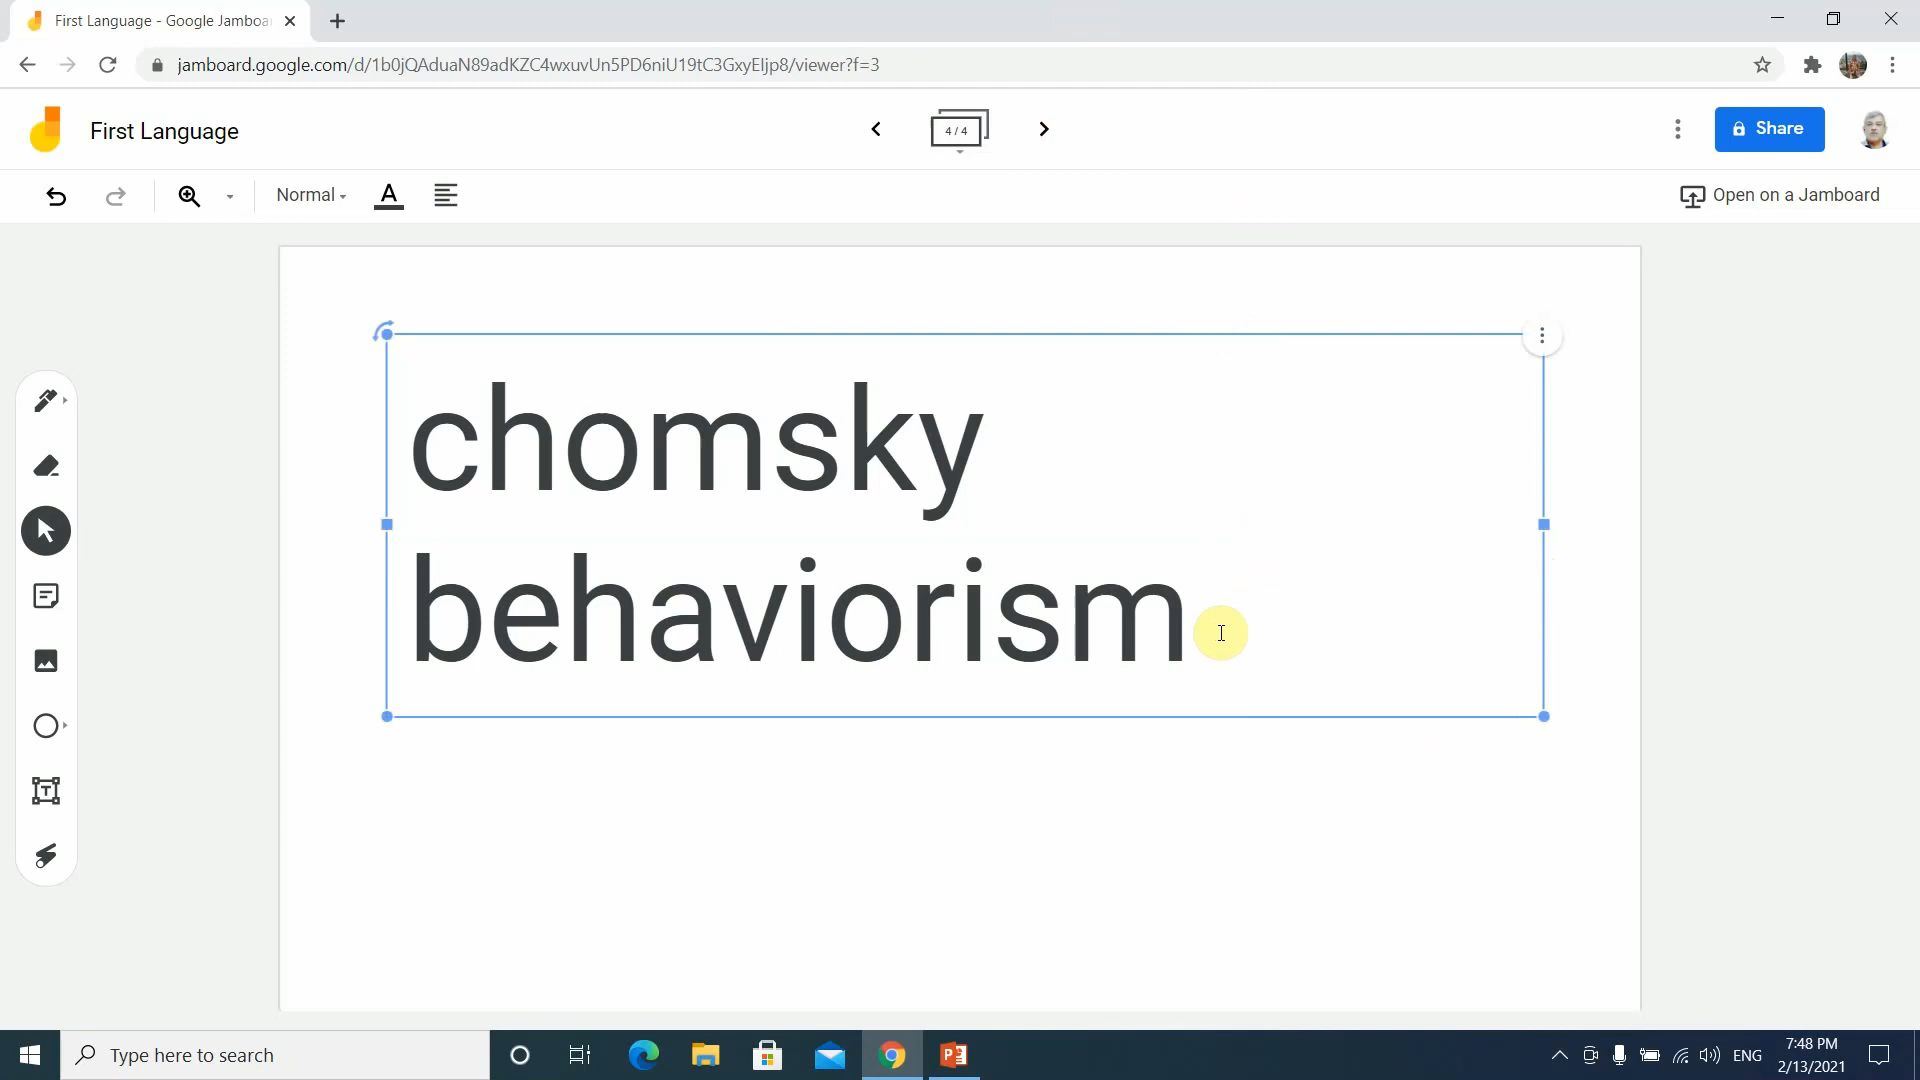 First Language - Google Jamboa
jamboard.google.com/d/1b0jQAduaN89adKZC4wxuvUn5PD6niU19tC3GxyEIjp8/viewer?f=3
First Language
4 / 4
Share
Normal
A
Open on a Jamboard
chomsky
behaviorism
Type here to search
ENG
7:48 PM
2/13/2021